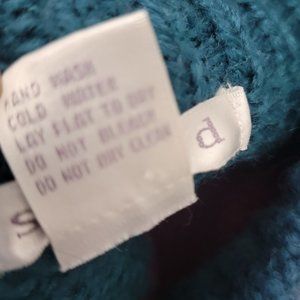 HAND WASH
COLD WATER
LAY FLAT TO DRY
DO NOT BLEACH
DO NOT DRY CLEAN
S
d